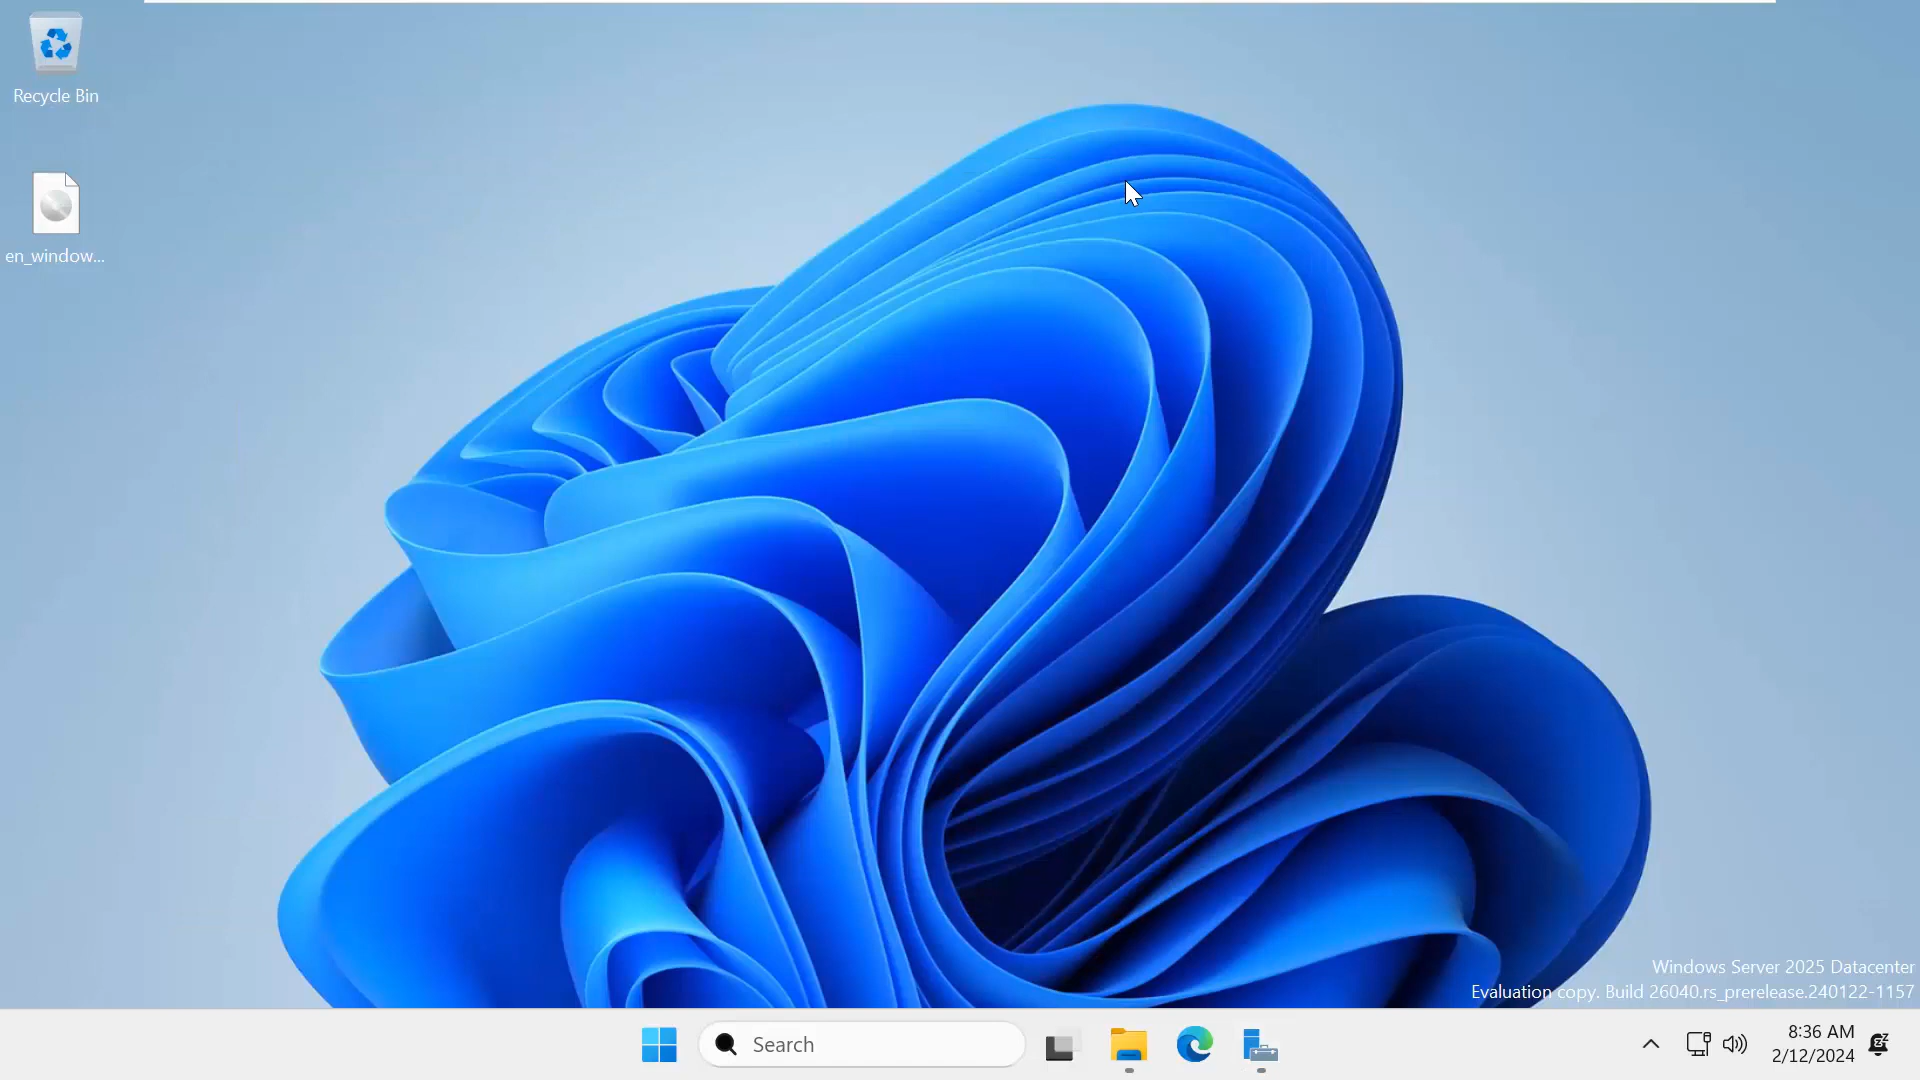 Recycle Bin
en_window...
Windows Server 2025 Datacenter
Evaluation copy. Build 26040.rs_prerelease.240122-1157
Search
8:36 AM
2/12/2024